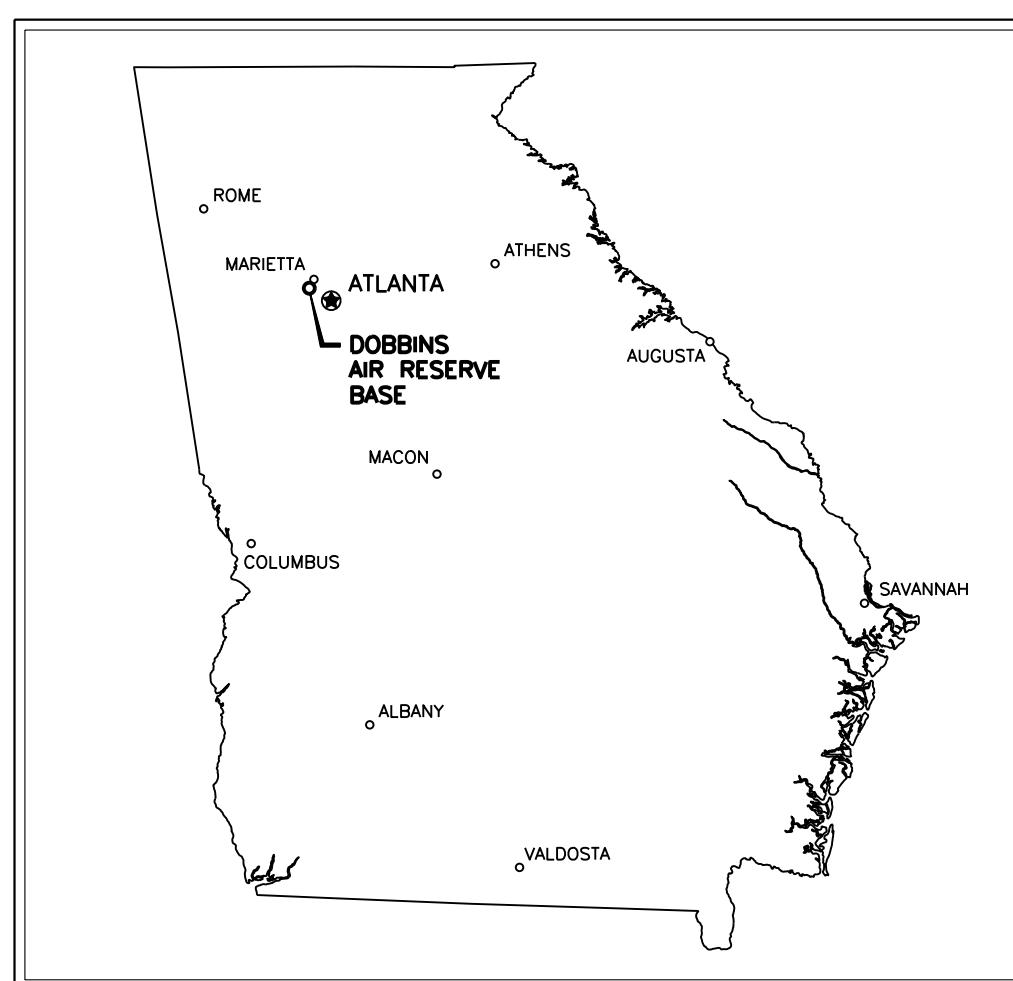 ROME
ATHENS
MARIETTA
ATLANTA
DOBBINS
AIR RESERVE
BASE
AUGUSTA
MACON
COLUMBUS
SAVANNAH
ALBANY
VALDOSTA